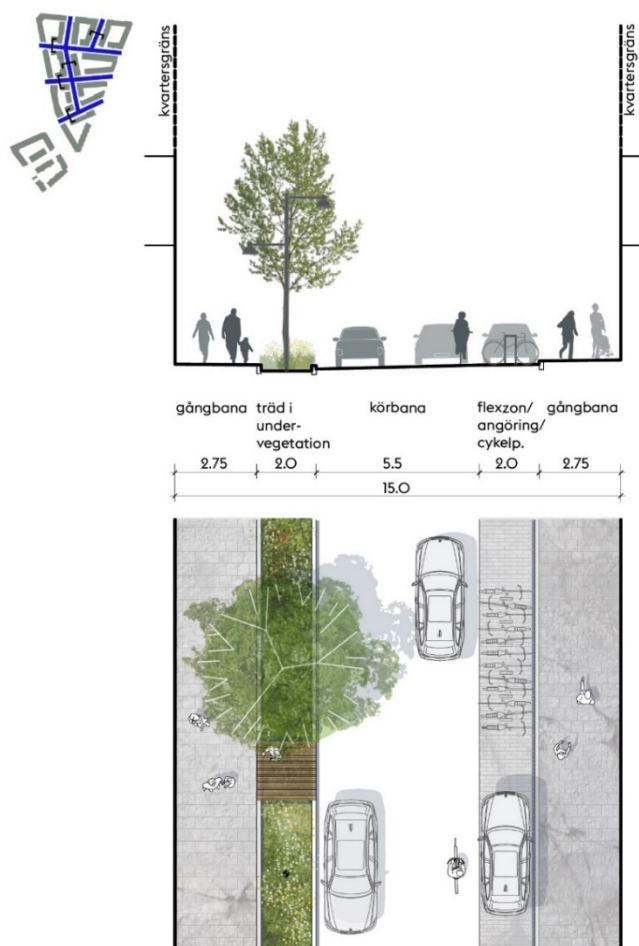 kvartersgräns
kvartersgräns
gångbana
träd i
under-
vegetation
körbana
flexzon/
angöring/
cykelp.
gångbana
2.75
2.0
5.5
2.0
2.75
15.0